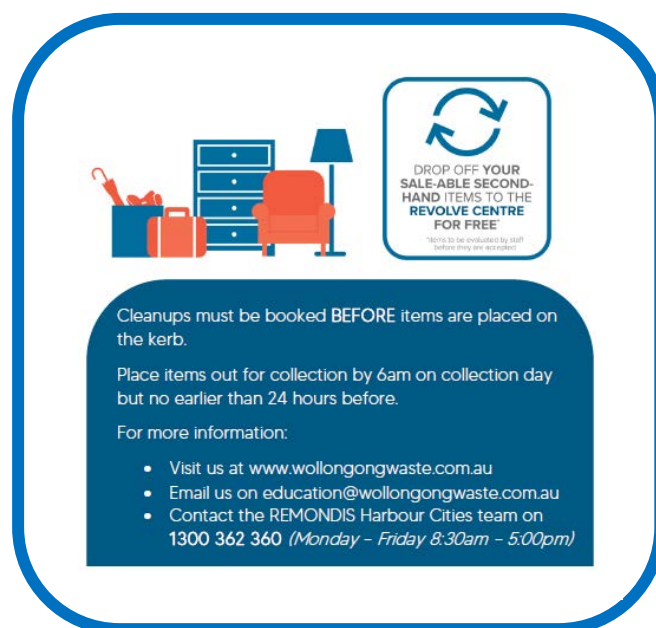 DROP OFF YOUR
SALE-ABLE SECOND-
HAND ITEMS TO THE
REVOLVE CENTRE
FOR FREE*
*Items to be evaluated by staff
before they are accepted
Cleanups must be booked BEFORE items are placed on
the kerb.
Place items out for collection by 6am on collection day
but no earlier than 24 hours before.
For more information:
• Visit us at www.wollongongwaste.com.au
• Email us on education@wollongongwaste.com.au
• Contact the REMONDIS Harbour Cities team on
1300 362 360 (Monday – Friday 8:30am – 5:00pm)